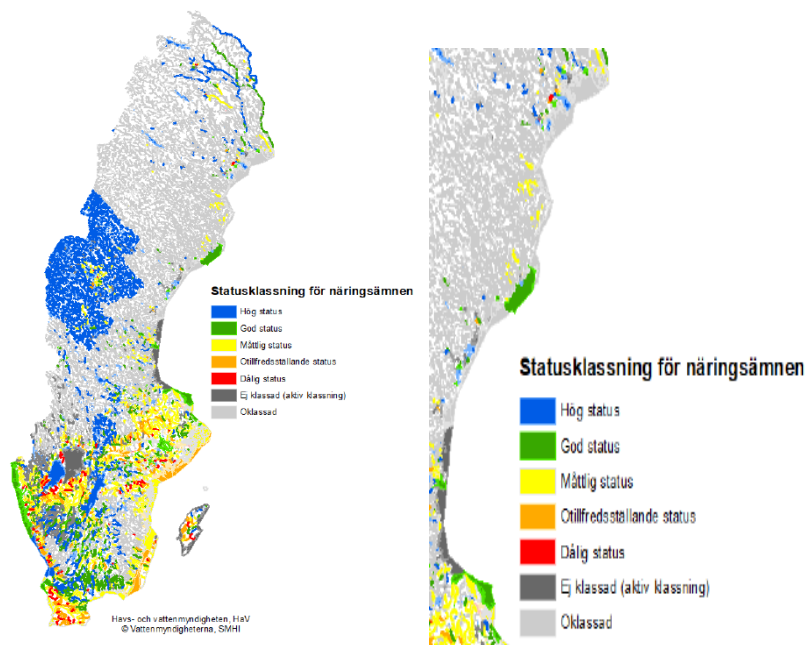 Statusklassning för näringsämnen
Hög status
God status
Måttlig status
Otillfredsställande status
Dålig status
Ej klassad (aktiv klassning)
Oklassad
Havs- och vattenmyndigheten, HaV
© Vattenmyndigheterna, SMHI
Statusklassning för näringsämnen
Hög status
God status
Måttlig status
Otillfredsställande status
Dålig status
Ej klassad (aktiv klassning)
Oklassad